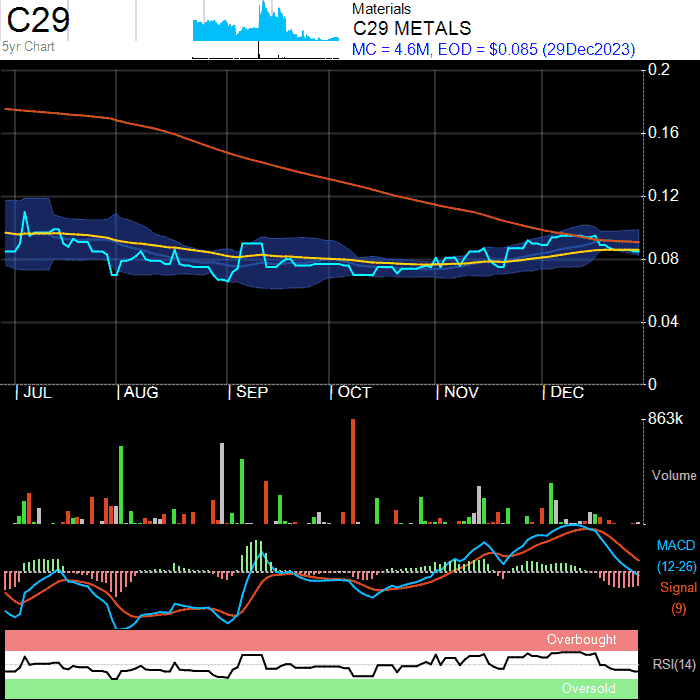 C29
5yr Chart
Materials
C29 METALS
MC = 4.6M, EOD = $0.085 (29Dec2023)
0.2
0.16
0.12
0.08
0.04
0
JUL AUG SEP OCT NOV DEC
863k
Volume
MACD
(12-26)
Signal
(9)
Overbought
RSI(14)
Oversold